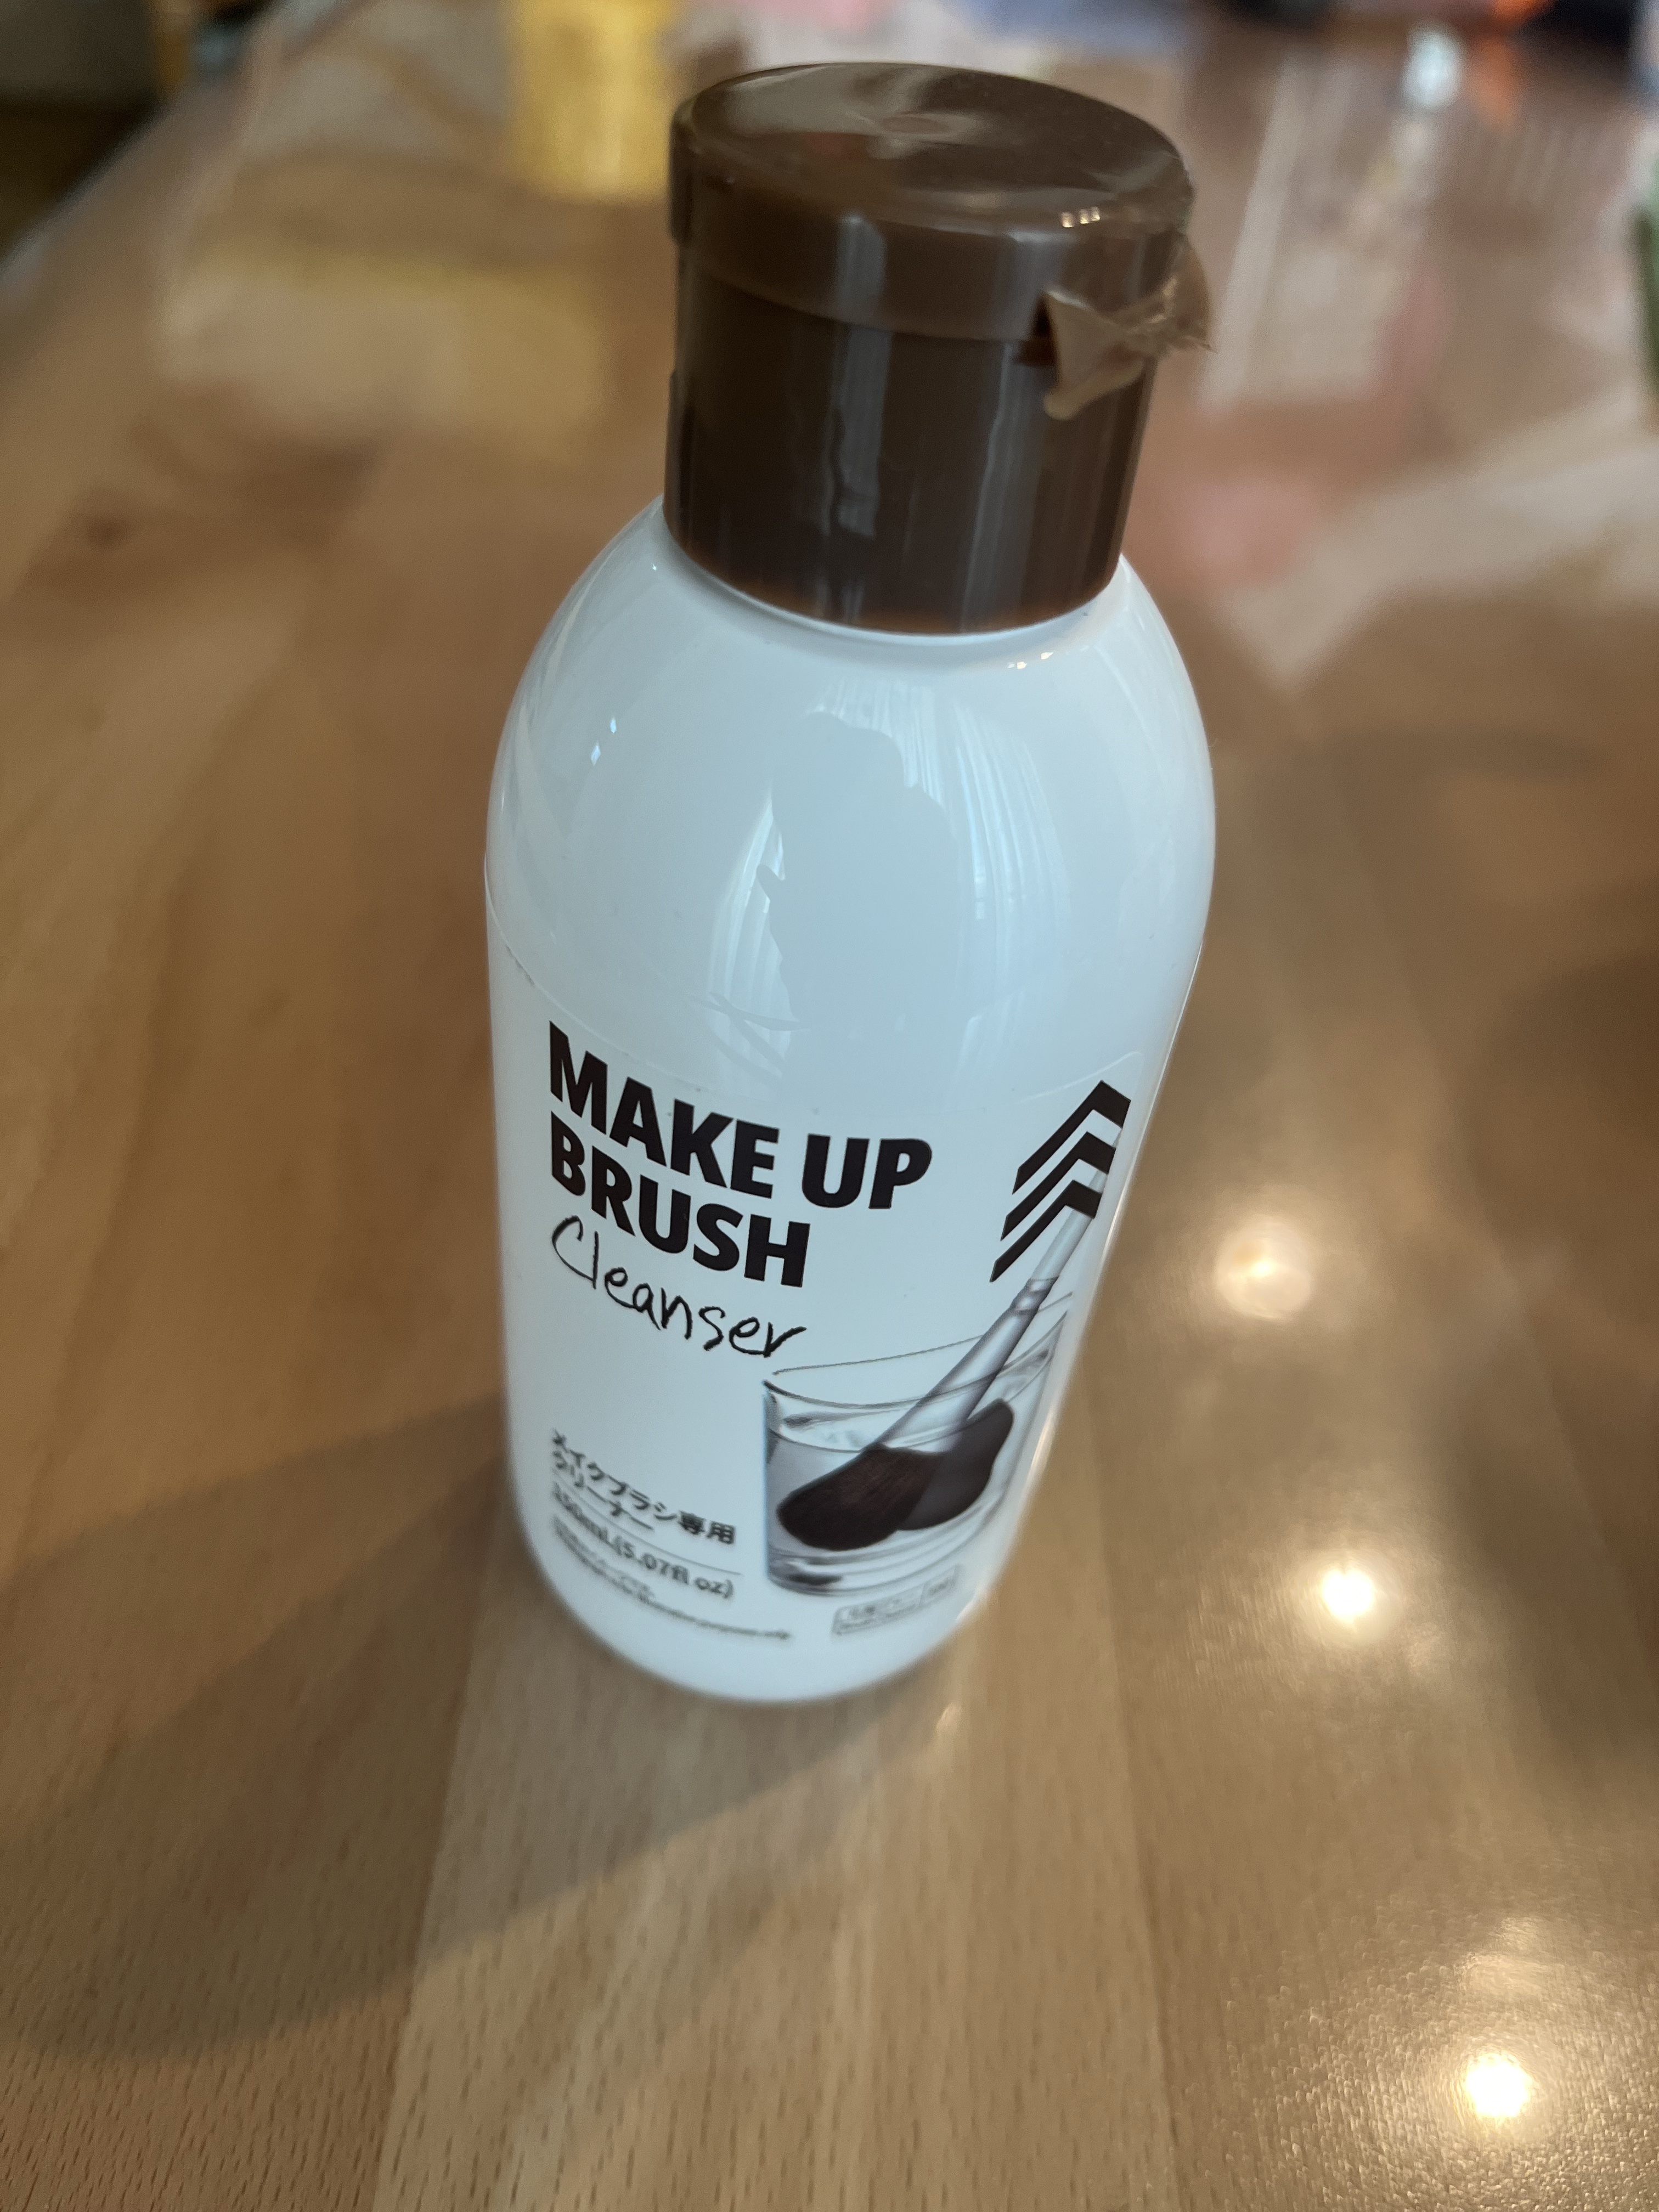 MAKE UP
BRUSH
Cleanser
メイクブラシ専用
クリーナー
150mL(5.07fl oz)